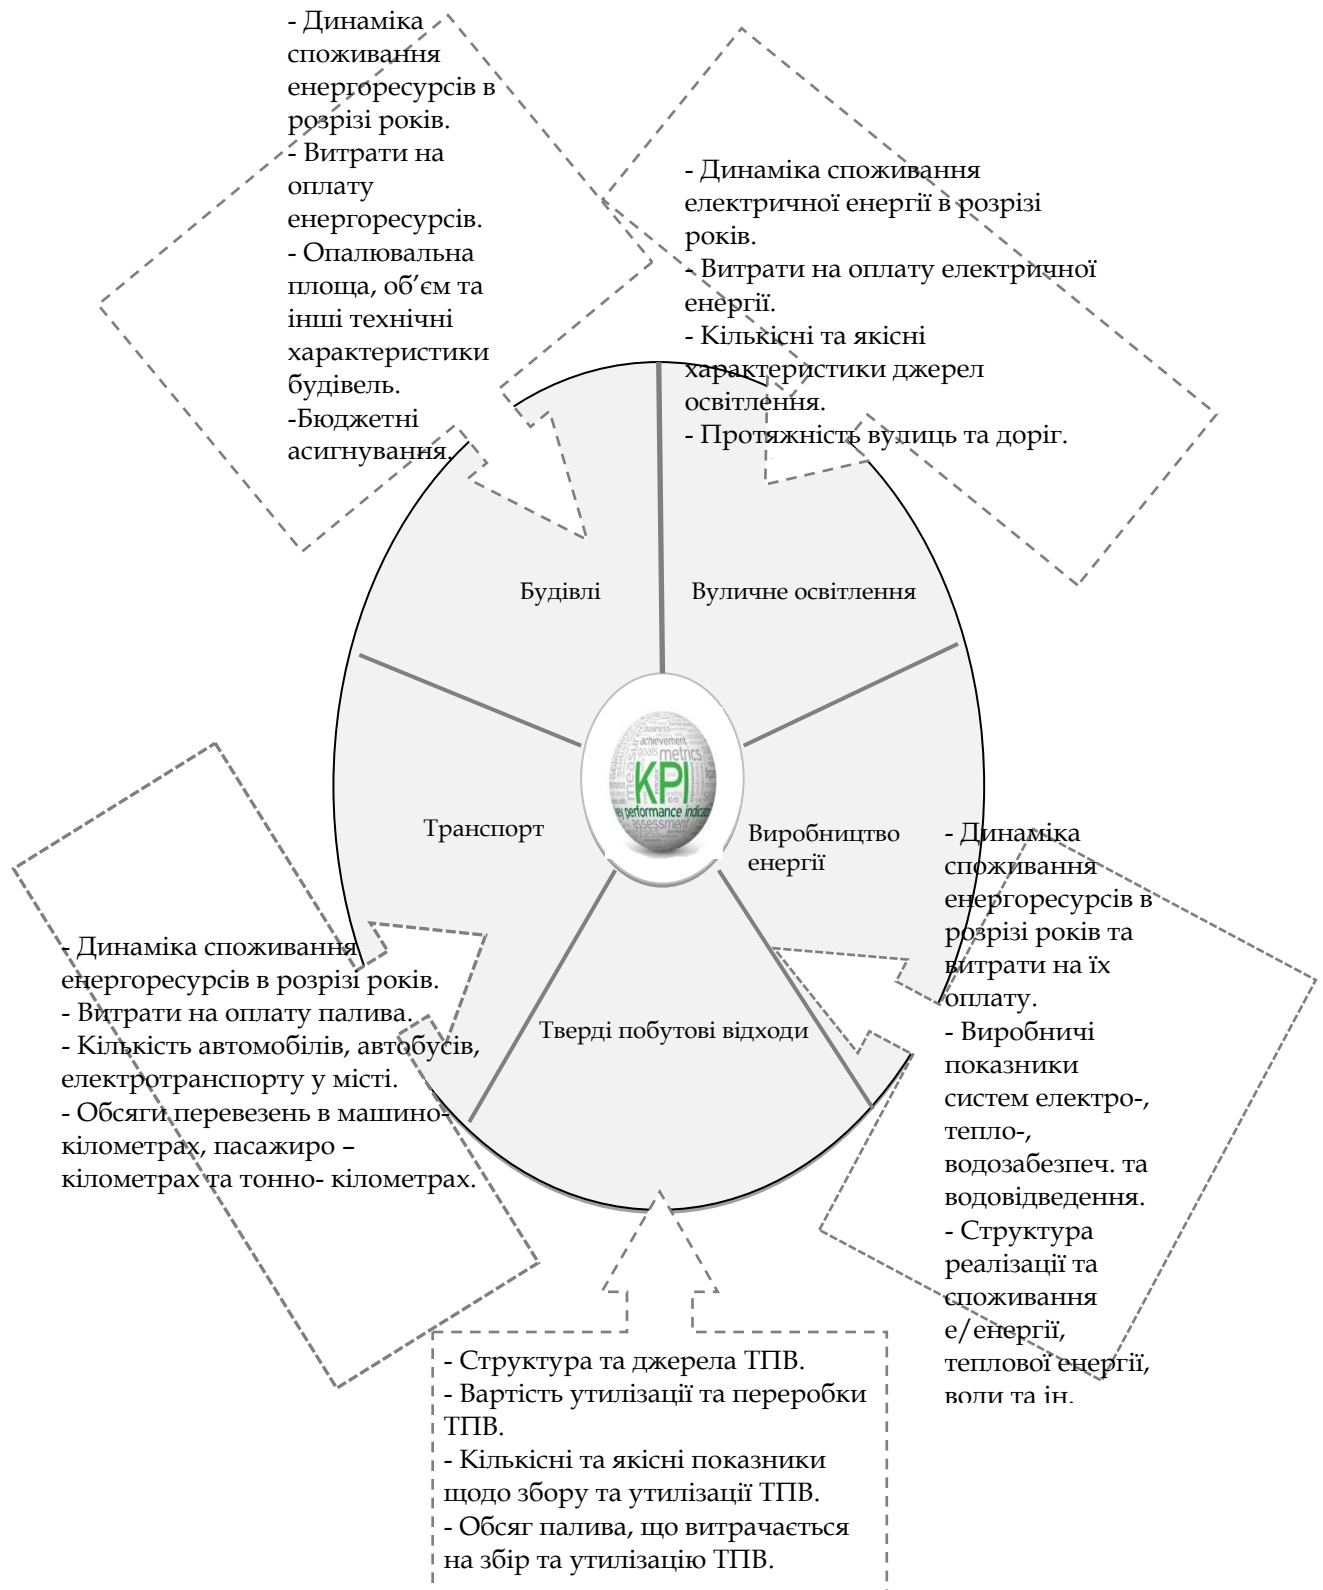 - Динаміка
споживання
енергоресурсів в
розрізі років.
- Витрати на
оплату
енергоресурсів.
- Опалювальна
площа, об’єм та
інші технічні
характеристики
будівель.
-Бюджетні
асигнування.
- Динаміка споживання
електричної енергії в розрізі
років.
- Витрати на оплату електричної
енергії.
- Кількісні та якісні
характеристики джерел
освітлення.
- Протяжність вулиць та доріг.
Будівлі
Вуличне освітлення
business
achievement
goals metrics
measure
KPI
key performance indicator
assessment
Транспорт
Виробництво
енергії
- Динаміка
споживання
енергоресурсів в
розрізі років та
витрати на їх
оплату.
- Виробничі
показники
систем електро-,
тепло-,
водозабезпеч. та
водовідведення.
- Структура
реалізації та
споживання
е/енергії,
теплової енергії,
води та ін.
- Динаміка споживання
енергоресурсів в розрізі років.
- Витрати на оплату палива.
- Кількість автомобілів, автобусів,
електротранспорту у місті.
- Обсяги перевезень в машино-
кілометрах, пасажиро –
кілометрах та тонно- кілометрах.
Тверді побутові відходи
- Структура та джерела ТПВ.
- Вартість утилізації та переробки
ТПВ.
- Кількісні та якісні показники
щодо збору та утилізації ТПВ.
- Обсяг палива, що витрачається
на збір та утилізацію ТПВ.